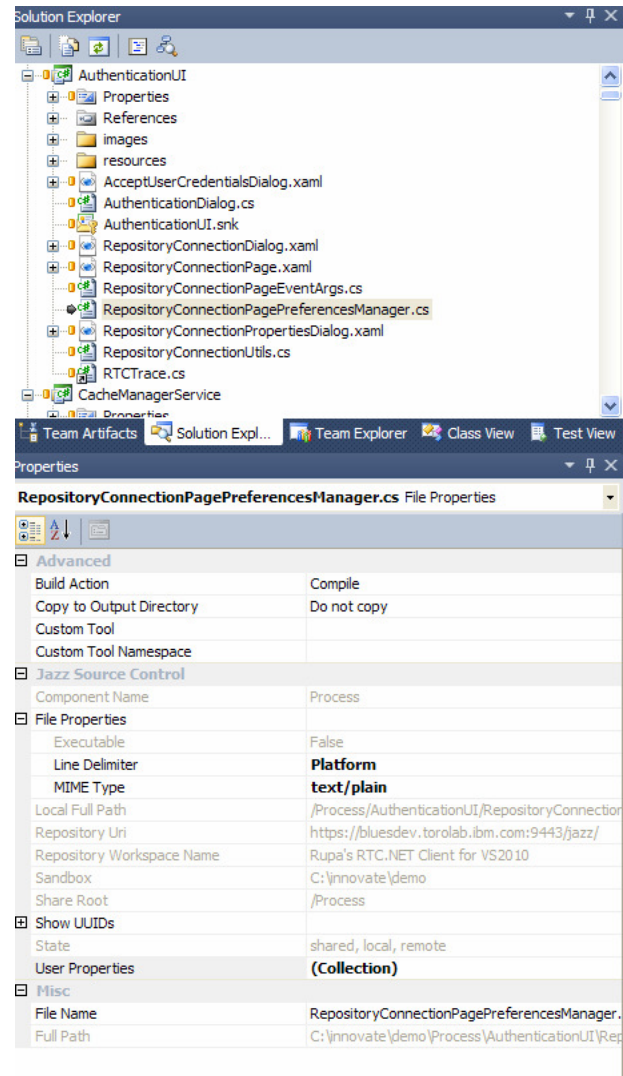 Solution Explorer
AuthenticationUI
Properties
References
images
resources
AcceptUserCredentialsDialog.xaml
AuthenticationDialog.cs
AuthenticationUI.snk
RepositoryConnectionDialog.xaml
RepositoryConnectionPage.xaml
RepositoryConnectionPageEventArgs.cs
RepositoryConnectionPagePreferencesManager.cs
RepositoryConnectionPropertiesDialog.xaml
RepositoryConnectionUtils.cs
RTCTrace.cs
CacheManagerService
Properties
Team Artifacts Solution Expl... Team Explorer Class View Test View
Properties
RepositoryConnectionPagePreferencesManager.cs File Properties
Advanced
Build Action Compile
Copy to Output Directory Do not copy
Custom Tool
Custom Tool Namespace
Jazz Source Control
Component Name Process
File Properties
Executable False
Line Delimiter Platform
MIME Type text/plain
Local Full Path /Process/AuthenticationUI/RepositoryConnection
Repository Uri https://bluesdev.torolab.ibm.com:9443/jazz/
Repository Workspace Name Rupa's RTC.NET Client for VS2010
Sandbox C:\innovate\demo
Share Root /Process
Show UUIDs
State shared, local, remote
User Properties (Collection)
Misc
File Name RepositoryConnectionPagePreferencesManager.
Full Path C:\innovate\demo\Process\AuthenticationUI\Rep